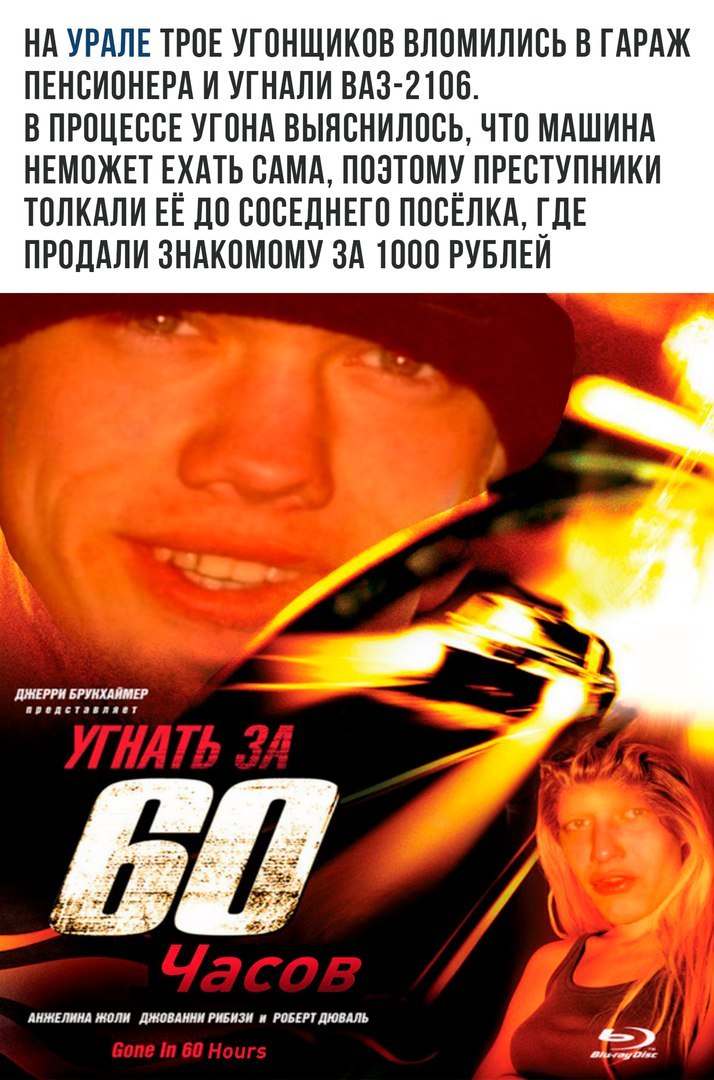 НА УРАЛЕ ТРОЕ УГОНЩИКОВ ВЛОМИЛИСЬ В ГАРАЖ
ПЕНСИОНЕРА И УГНАЛИ ВАЗ-2106.
В ПРОЦЕССЕ УГОНА ВЫЯСНИЛОСЬ, ЧТО МАШИНА
НЕМОЖЕТ ЕХАТЬ САМА, ПОЭТОМУ ПРЕСТУПНИКИ
ТОЛКАЛИ ЕЁ ДО СОСЕДНЕГО ПОСЁЛКА, ГДЕ
ПРОДАЛИ ЗНАКОМОМУ ЗА 1000 РУБЛЕЙ
ДЖЕРРИ БРУКХАЙМЕР
представляет
УГНАТЬ ЗА
60
Часов
АНЖЕЛИНА ЖОЛИ ДЖОВАННИ РИБИЗИ И РОБЕРТ ДЮВАЛЬ
Gone In 60 Hours
Blu-ray Disc